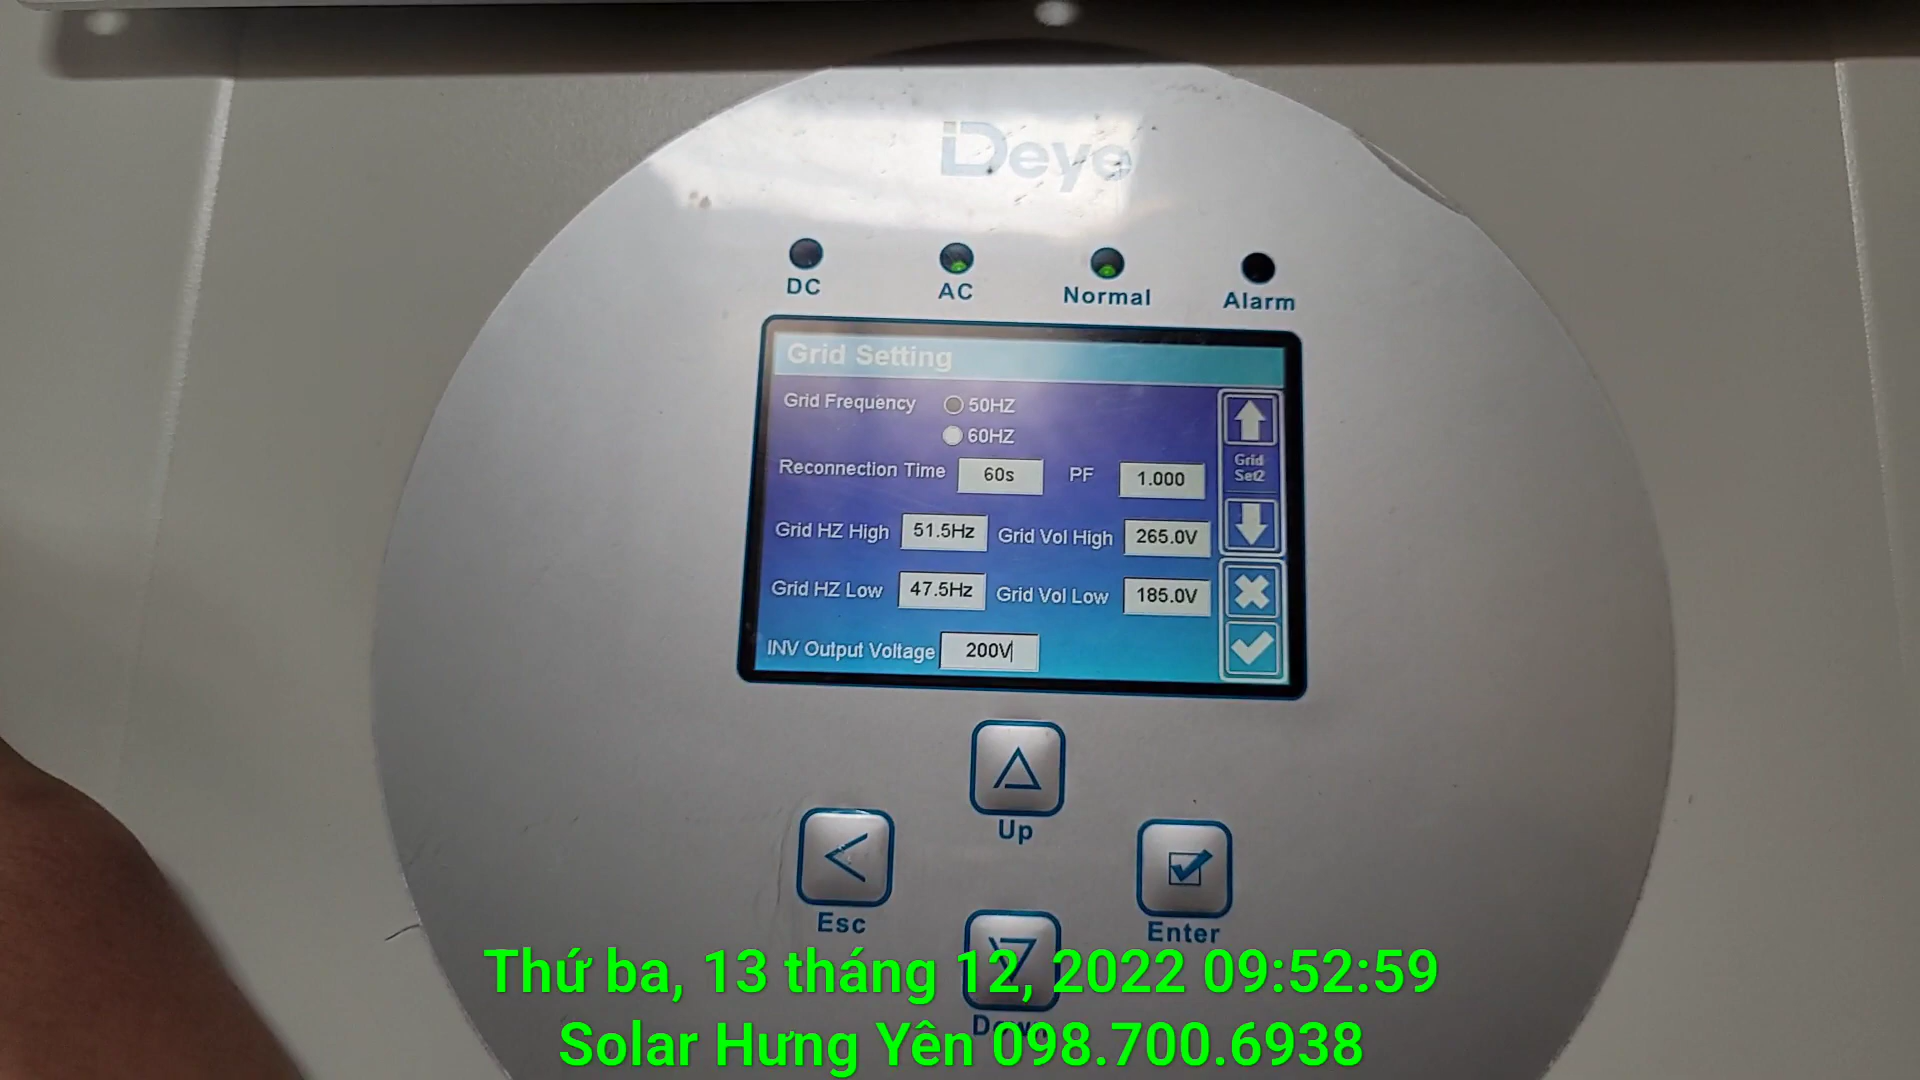 Deye
DC AC Normal Alarm
Grid Setting
Grid Frequency 50HZ
60HZ
Reconnection Time 60s PF 1.000
Grid HZ High 51.5Hz Grid Vol High 265.0V
Grid HZ Low 47.5Hz Grid Vol Low 185.0V
INV Output Voltage 200V
Grid
Set2
Up
Esc
Enter
Down
Thứ ba, 13 tháng 12, 2022 09:52:59
Solar Hưng Yên 098.700.6938